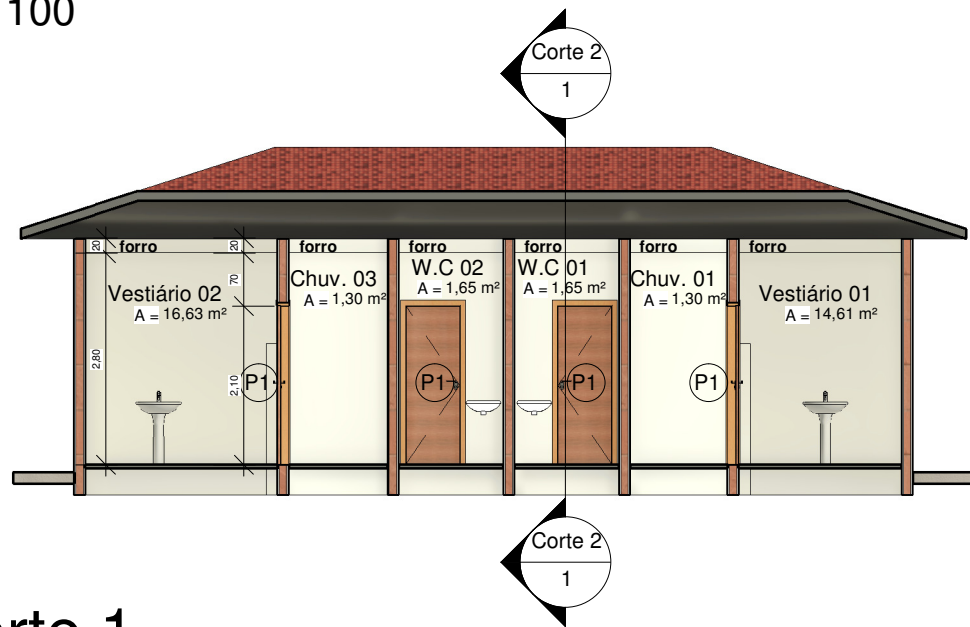 100
Corte 2
1
20
forro
20
forro
forro
forro
forro
forro
Vestiário 02
A = 16,63 m²
70
Chuv. 03
A = 1,30 m²
W.C 02
A = 1,65 m²
W.C 01
A = 1,65 m²
Chuv. 01
A = 1,30 m²
Vestiário 01
A = 14,61 m²
2,80
2,10
P1
P1
P1
P1
Corte 2
1